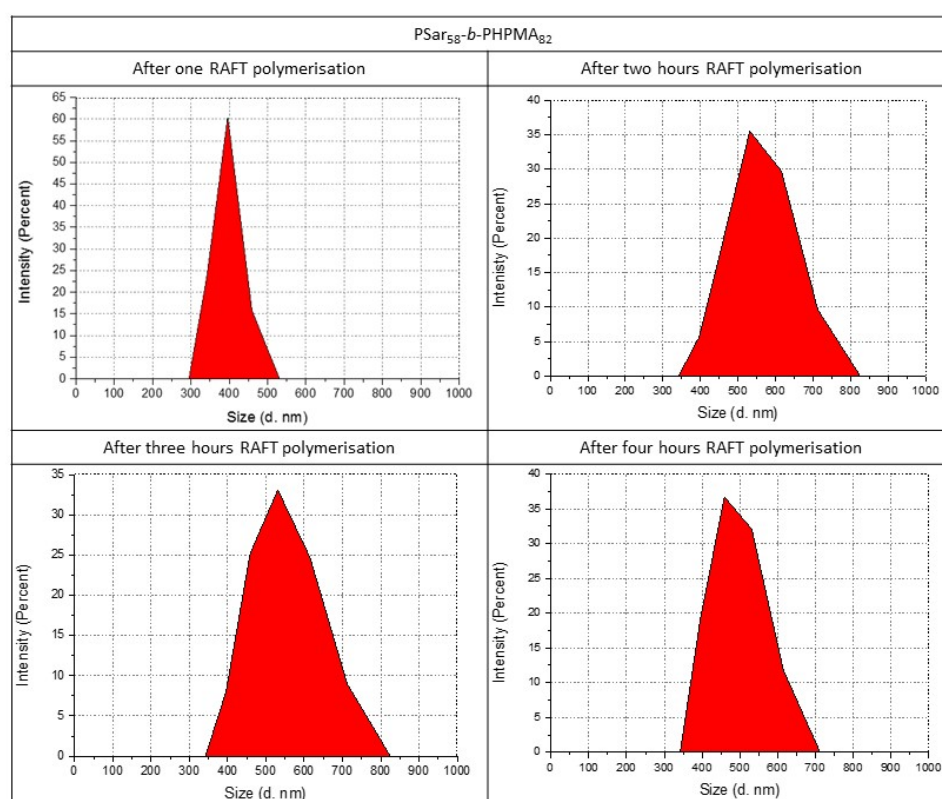 PSar₅₈-b-PHPMA₈₂
After one RAFT polymerisation
After two hours RAFT polymerisation
65
60
55
50
45
40
35
30
25
20
15
10
5
0
Intensity (Percent)
0 100 200 300 400 500 600 700 800 900 1000
Size (d. nm)
40
35
30
25
20
15
10
5
0
Intenisty (Percent)
0 100 200 300 400 500 600 700 800 900 1000
Size (d. nm)
After three hours RAFT polymerisation
After four hours RAFT polymerisation
35
30
25
20
15
10
5
0
Intensity (Percent)
0 100 200 300 400 500 600 700 800 900 1000
Size (d. nm)
40
35
30
25
20
15
10
5
0
Intensity (Percent)
0 100 200 300 400 500 600 700 800 900 1000
Size (d. nm)